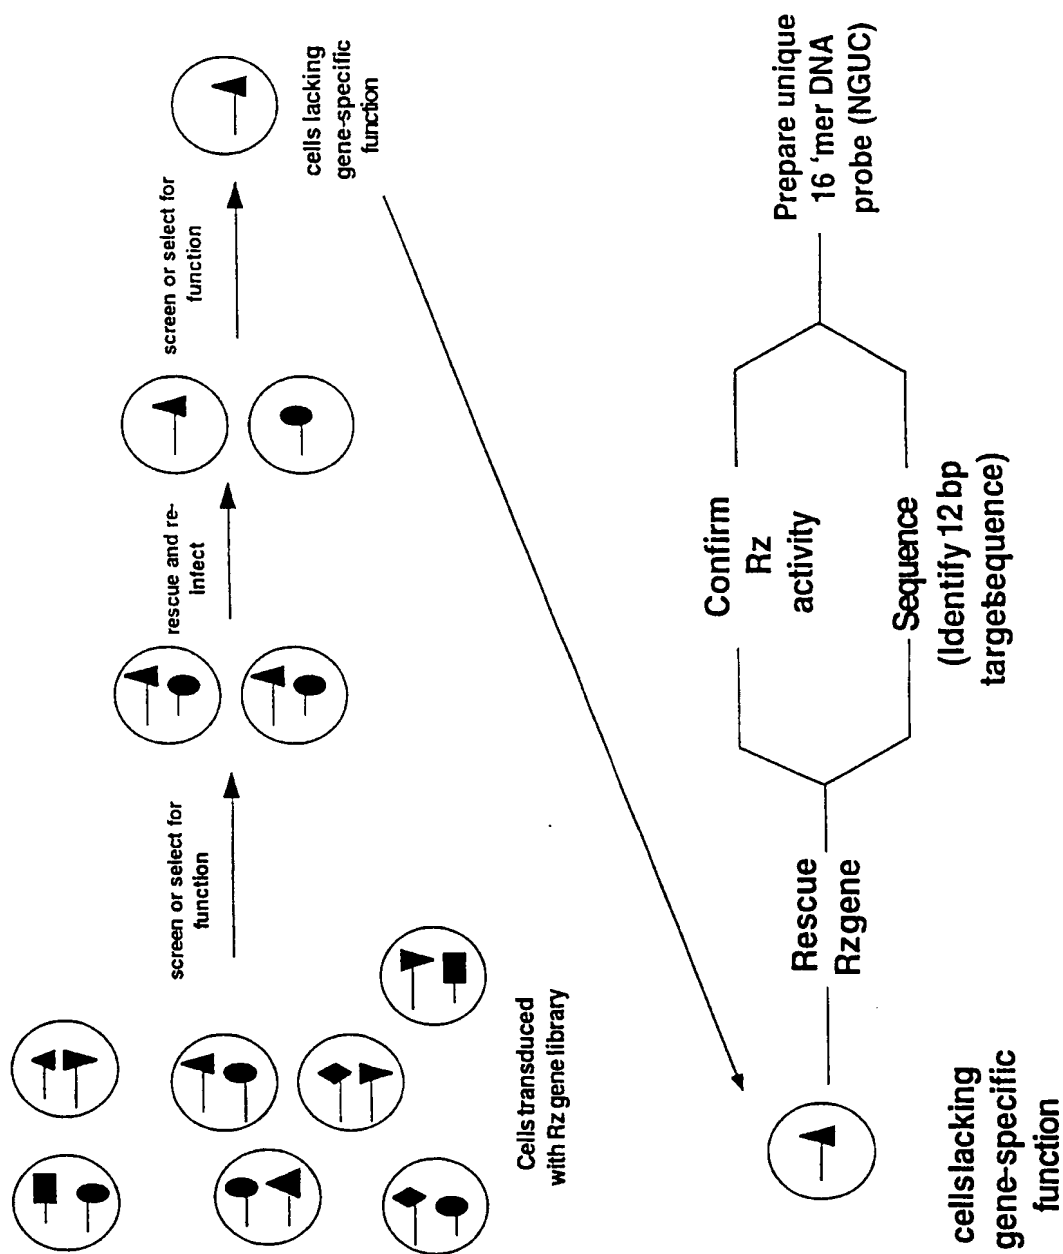 Cells transduced
with Rz gene library
screen or select for
function
rescue and re-
infect
screen or select for
function
cells lacking
gene-specific
function
cellslacking
gene-specific
function
Rescue
Rzgene
Confirm
Rz
activity
Sequence
(Identify 12 bp
targetsequence)
Prepare unique
16 'mer DNA
probe (NGUC)